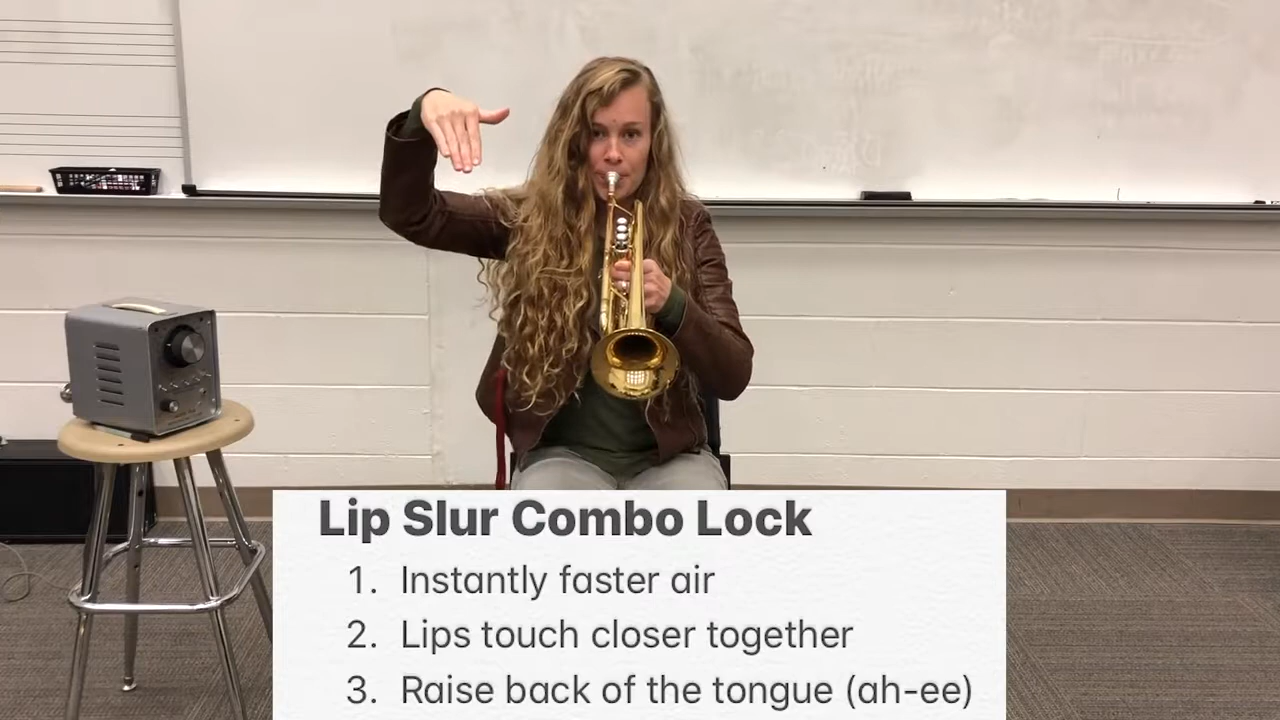 Lip Slur Combo Lock
1. Instantly faster air
2. Lips touch closer together
3. Raise back of the tongue (ah-ee)